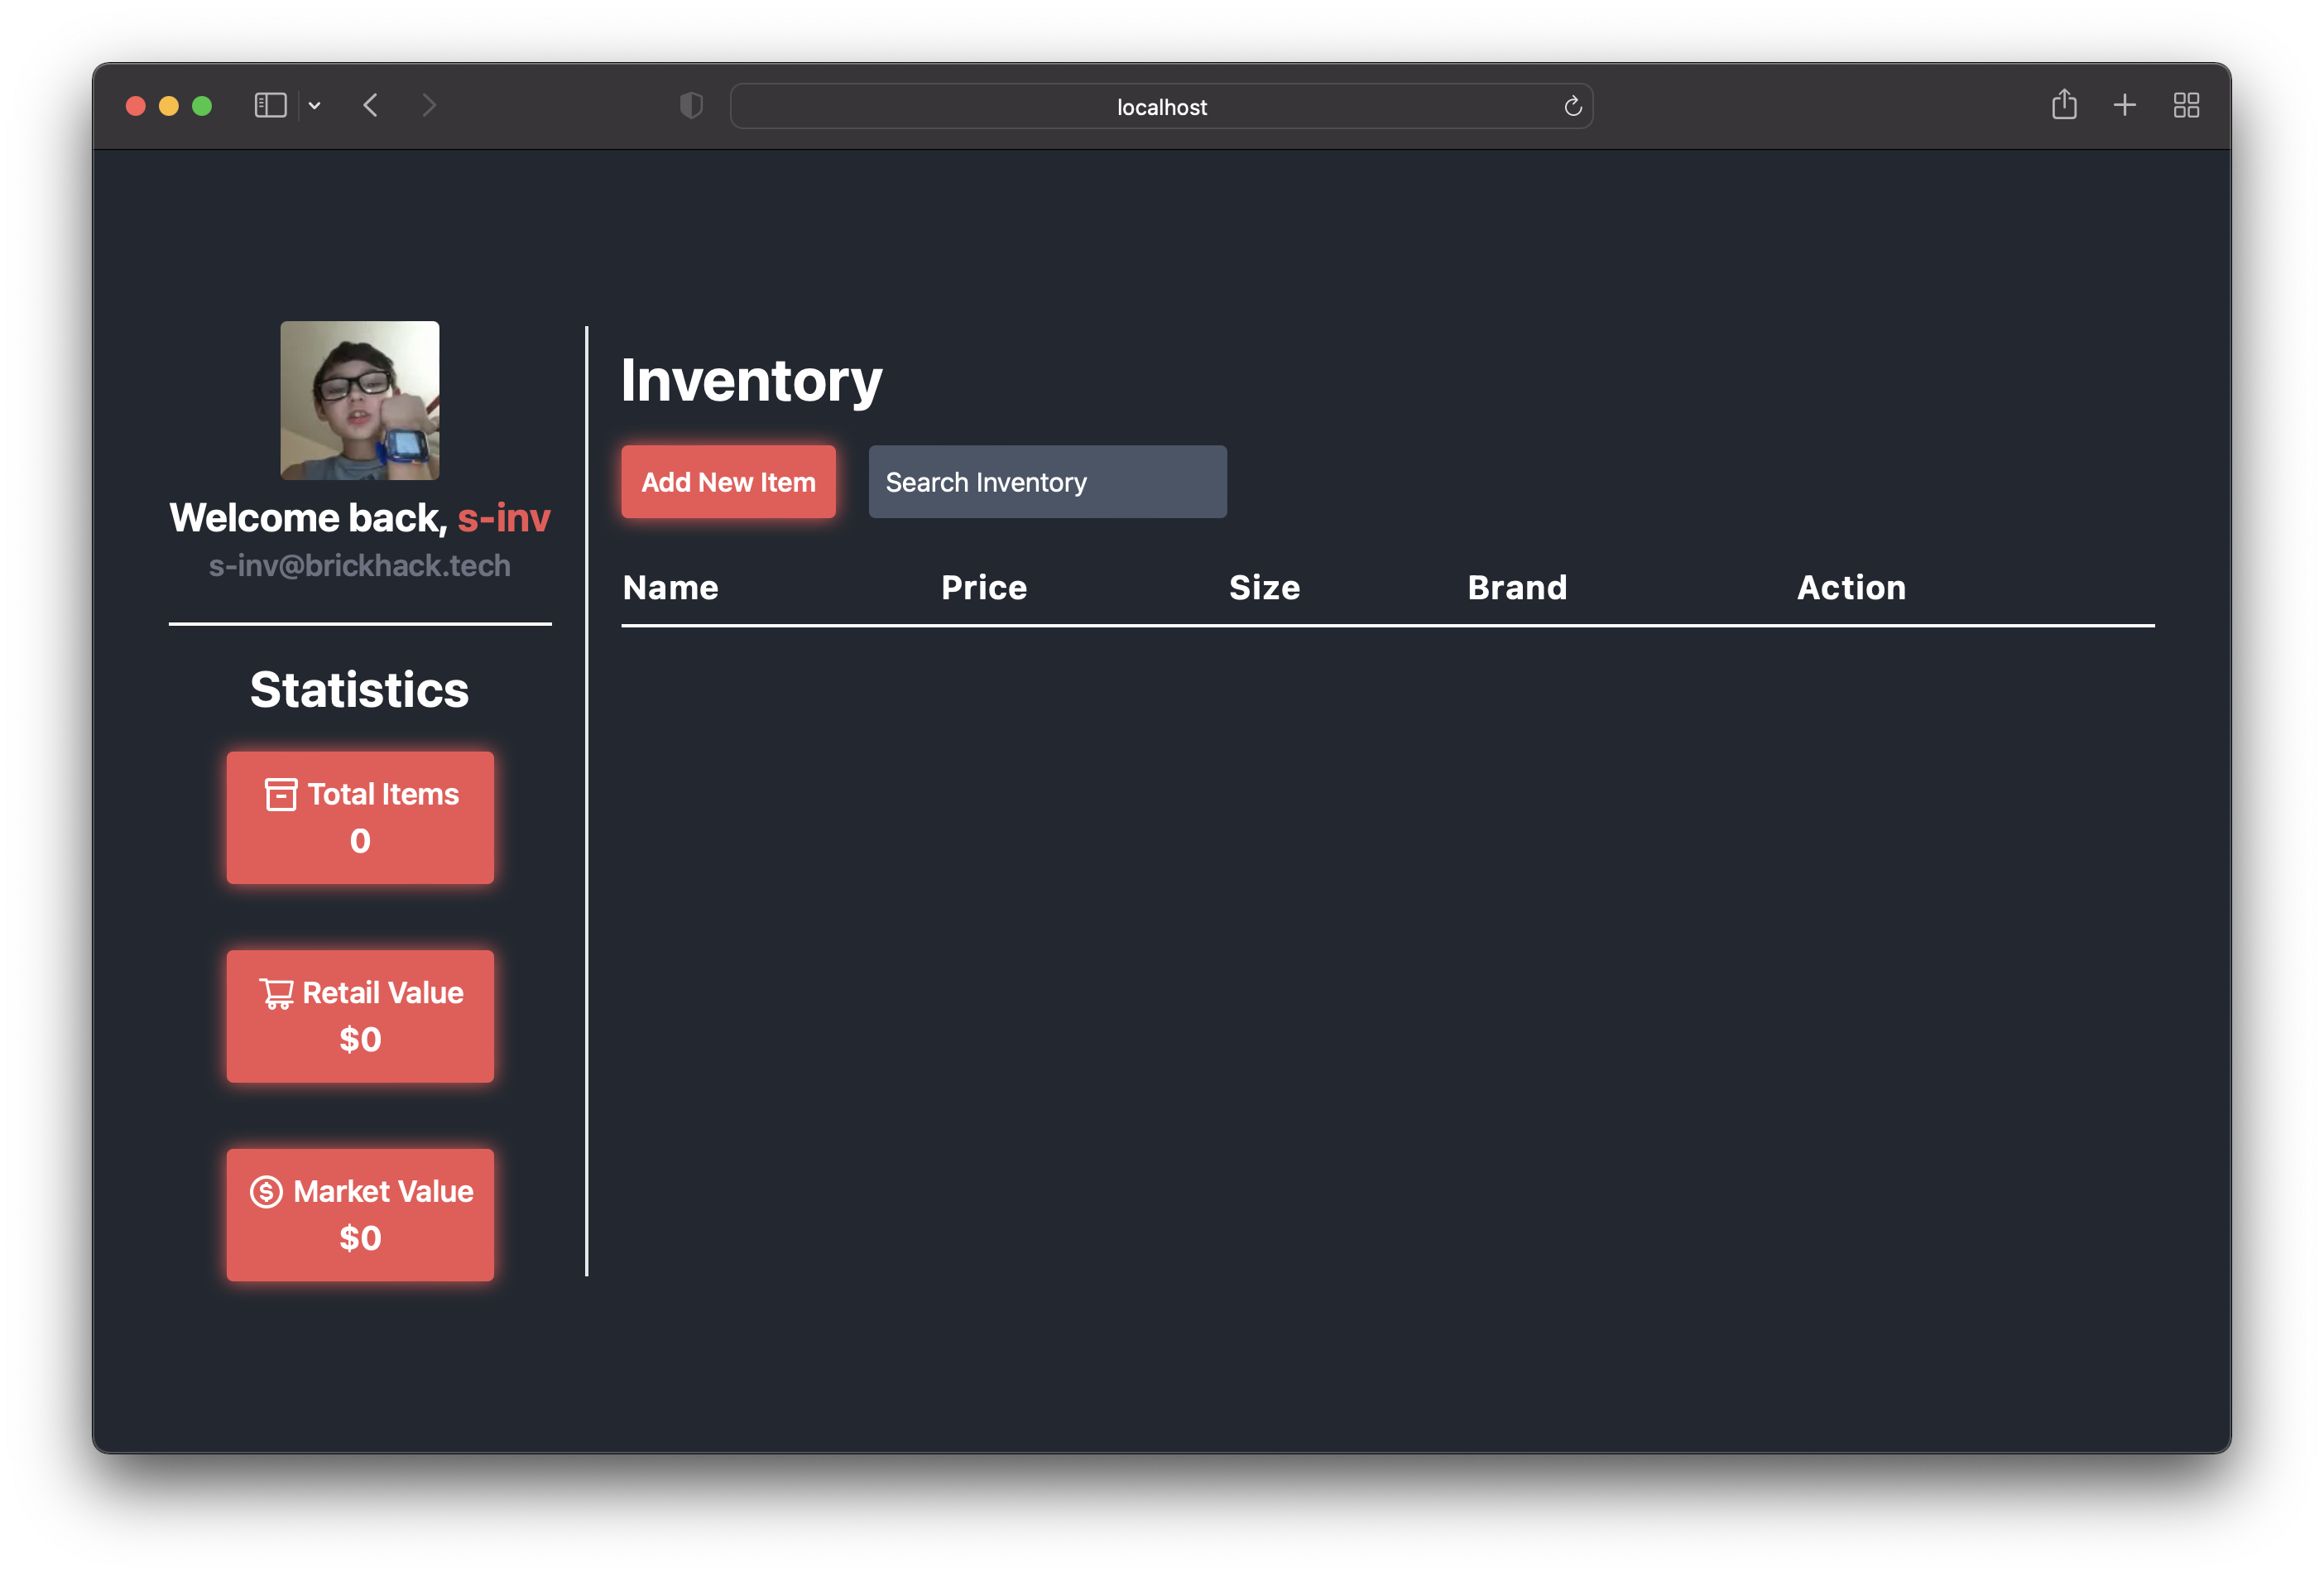 localhost
Welcome back, s-inv
s-inv@brickhack.tech
Statistics
Total Items
0
Retail Value
$0
Market Value
$0
Inventory
Add New Item
Search Inventory
Name Price Size Brand Action